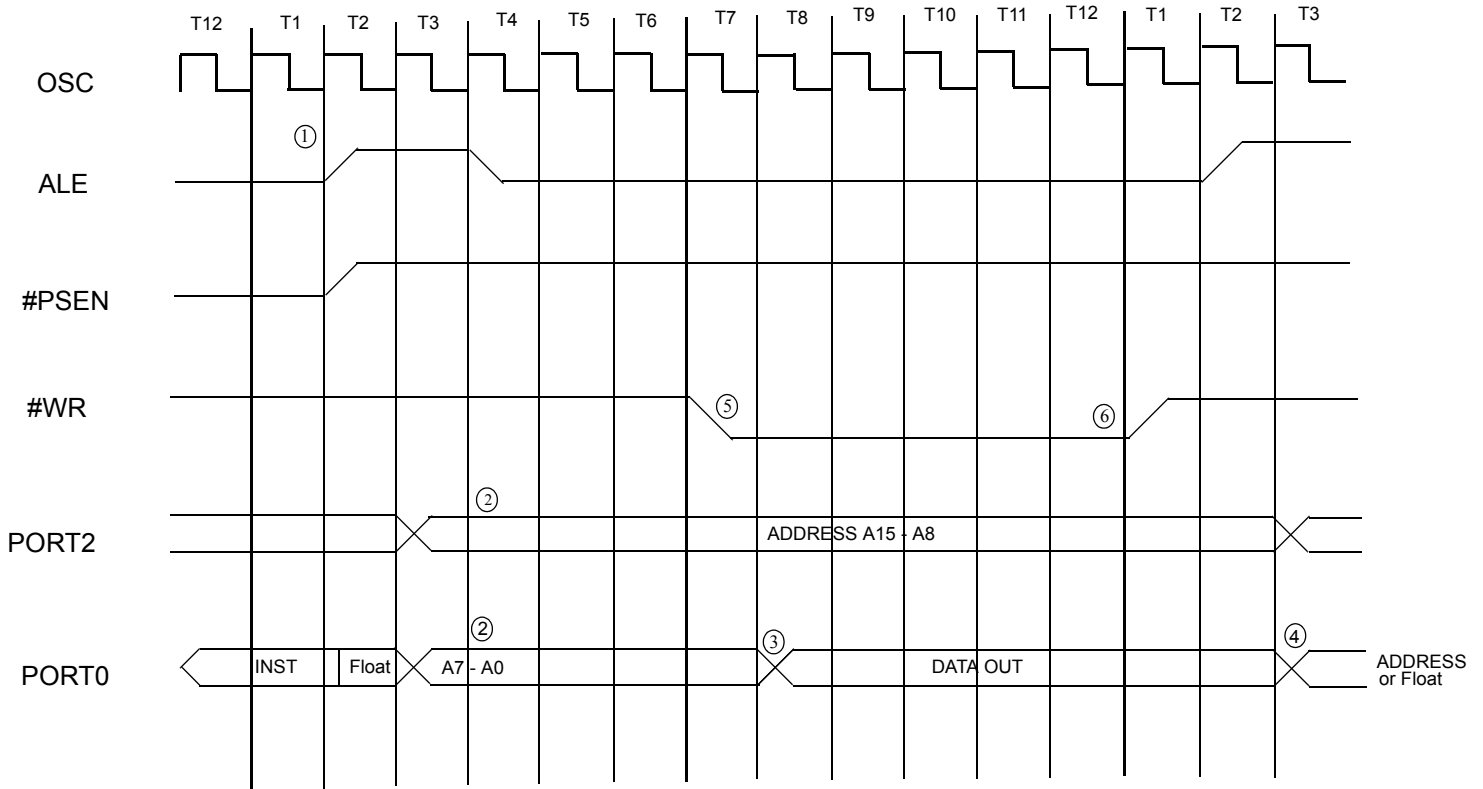 T12 T1 T2 T3 T4 T5 T6 T7 T8 T9 T10 T11 T12 T1 T2 T3
OSC
①
ALE
#PSEN
#WR
⑤ ⑥
②
PORT2
ADDRESS A15 - A8
② ③ ④
PORT0
INST Float A7 - A0 DATA OUT
ADDRESS
or Float